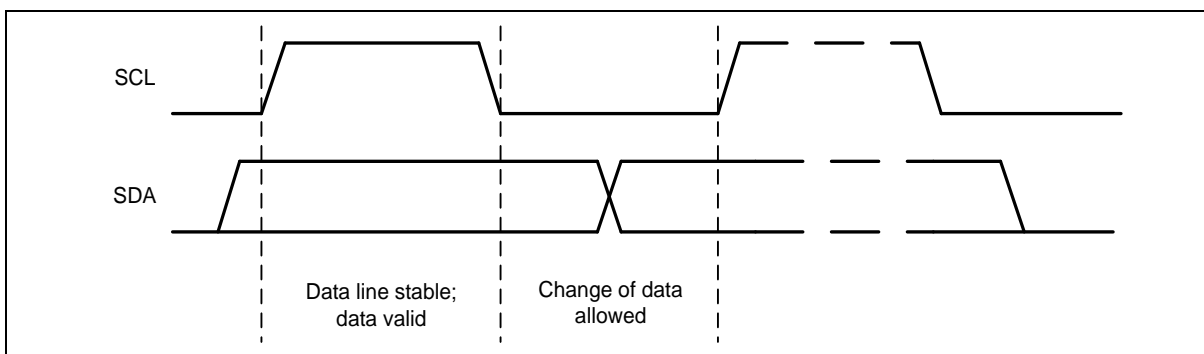 SCL
SDA
Data line stable;
data valid
Change of data
allowed